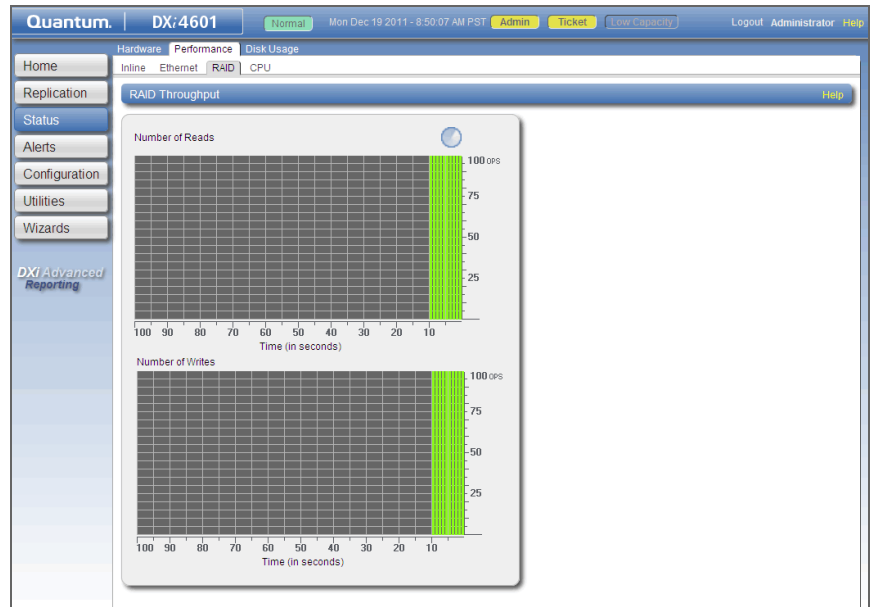 Quantum. DXi 4601 Normal Mon Dec 19 2011 - 8:50:07 AM PST Admin Ticket Low Capacity Logout Administrator Help
Hardware Performance Disk Usage
Inline Ethernet RAID CPU
Home
Replication
Status
Alerts
Configuration
Utilities
Wizards
DXi Advanced
Reporting
RAID Throughput Help
Number of Reads
100 OPS
75
50
25
100 90 80 70 60 50 40 30 20 10
Time (in seconds)
Number of Writes
100 OPS
75
50
25
100 90 80 70 60 50 40 30 20 10
Time (in seconds)